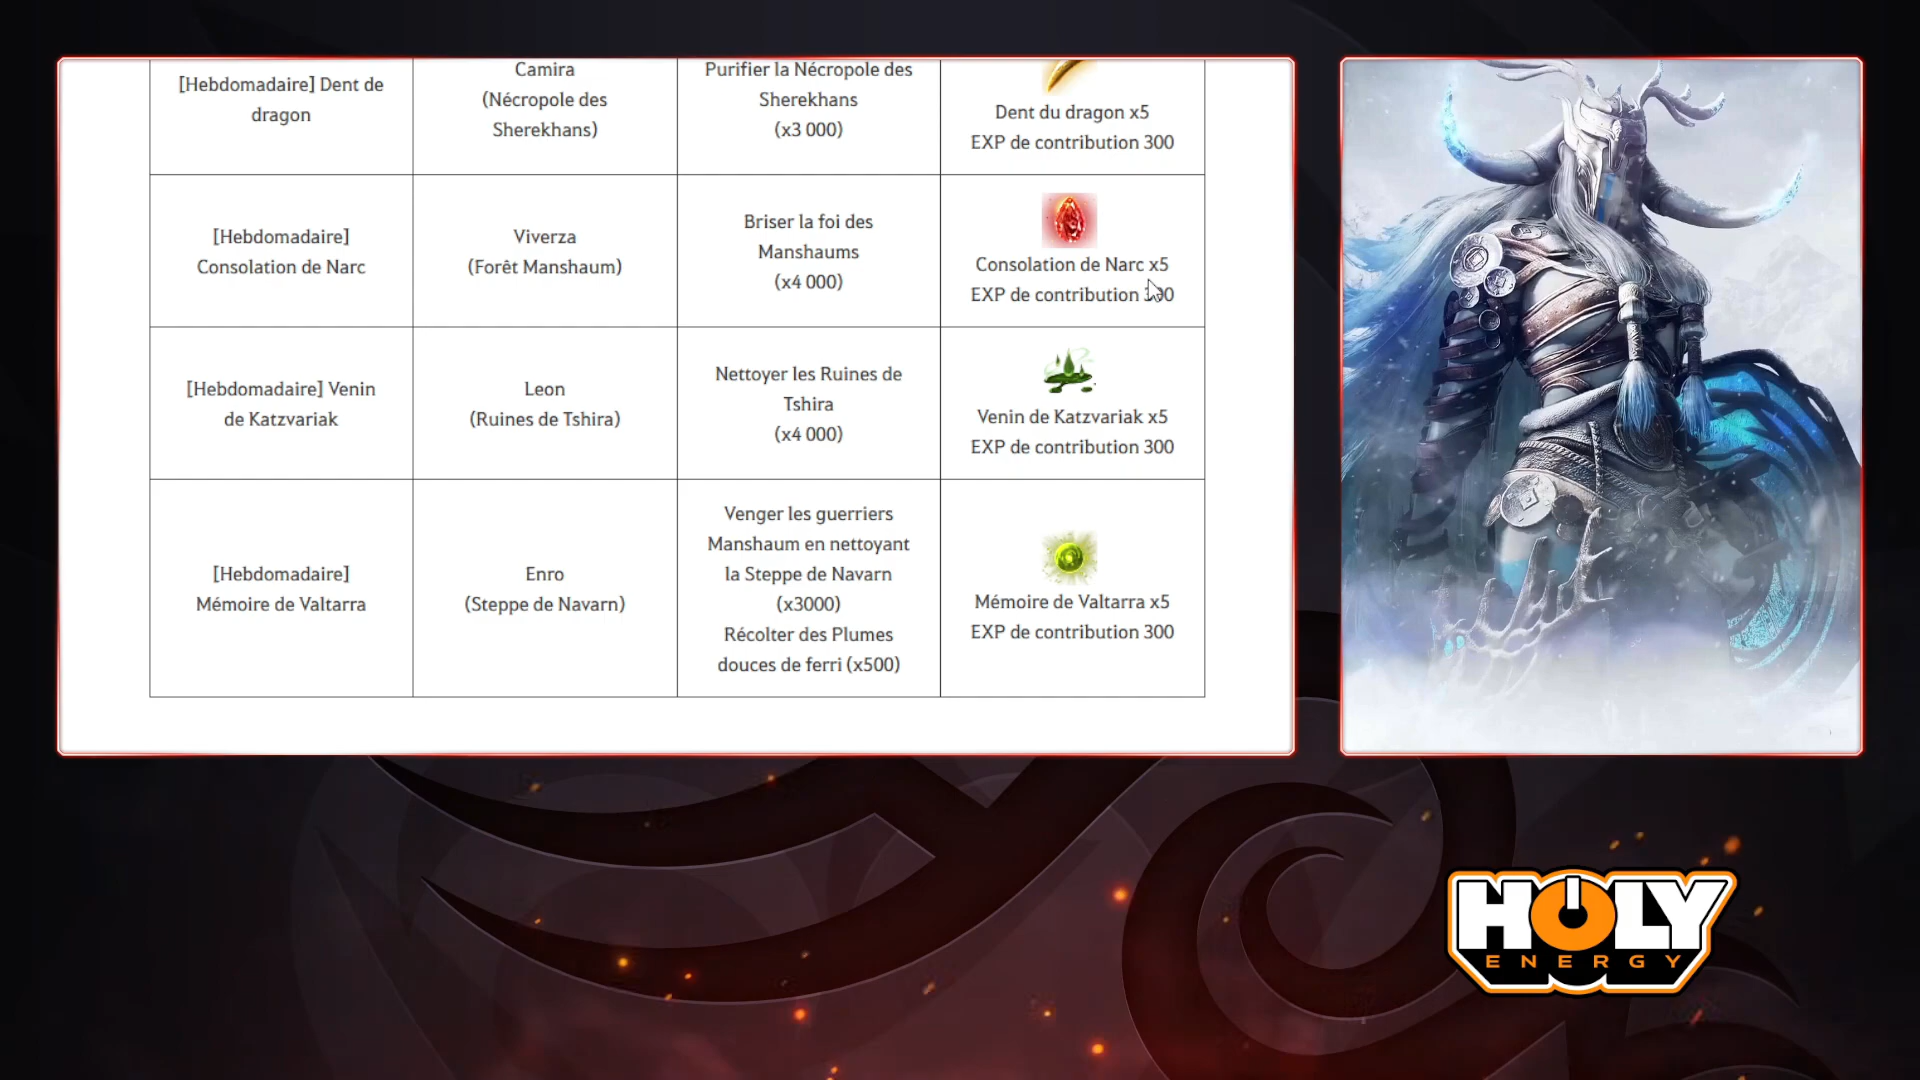 [Hebdomadaire] Dent de
dragon
Camira
(Nécropole des
Sherekhans)
Purifier la Nécropole des
Sherekhans
(x3 000)
Dent du dragon x5
EXP de contribution 300
[Hebdomadaire]
Consolation de Narc
Viverza
(Forêt Manshaum)
Briser la foi des
Manshaums
(x4 000)
Consolation de Narc x5
EXP de contribution 300
[Hebdomadaire] Venin
de Katzvariak
Leon
(Ruines de Tshira)
Nettoyer les Ruines de
Tshira
(x4 000)
Venin de Katzvariak x5
EXP de contribution 300
[Hebdomadaire]
Mémoire de Valtarra
Enro
(Steppe de Navarn)
Venger les guerriers
Manshaum en nettoyant
la Steppe de Navarn
(x3000)
Récolter des Plumes
douces de ferri (x500)
Mémoire de Valtarra x5
EXP de contribution 300
HOLY
ENERGY